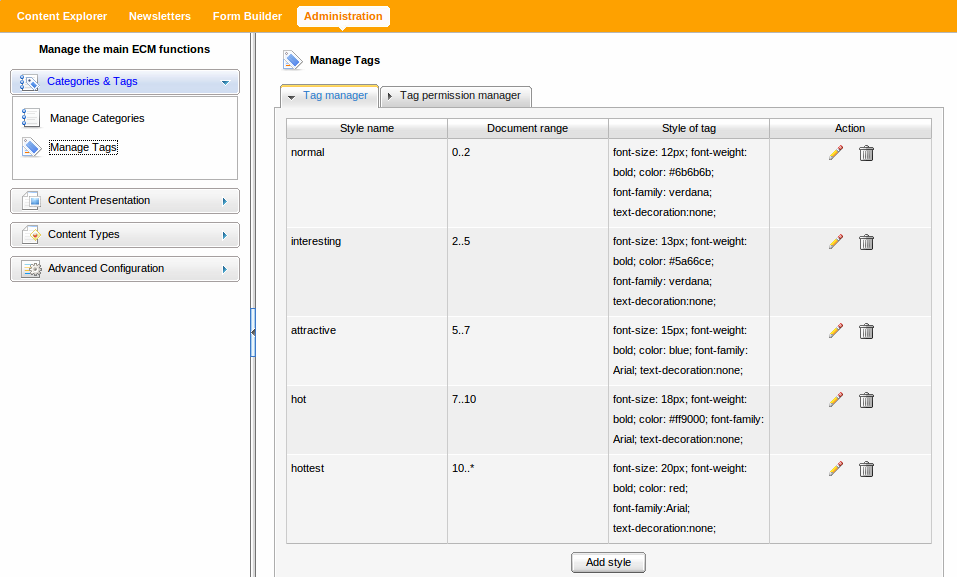 Content Explorer Newsletters Form Builder Administration
Manage the main ECM functions
Categories & Tags
Manage Categories
Manage Tags
Content Presentation
Content Types
Advanced Configuration
Manage Tags
Tag manager Tag permission manager
Style name Document range Style of tag Action
normal 0..2 font-size: 12px; font-weight:
bold; color: #6b6b6b;
font-family: verdana;
text-decoration:none;
interesting 2..5 font-size: 13px; font-weight:
bold; color: #5a66ce;
font-family: verdana;
text-decoration:none;
attractive 5..7 font-size: 15px; font-weight:
bold; color: blue; font-family:
Arial; text-decoration:none;
hot 7..10 font-size: 18px; font-weight:
bold; color: #ff9000; font-family:
Arial; text-decoration:none;
hottest 10..* font-size: 20px; font-weight:
bold; color: red;
font-family:Arial;
text-decoration:none;
Add style